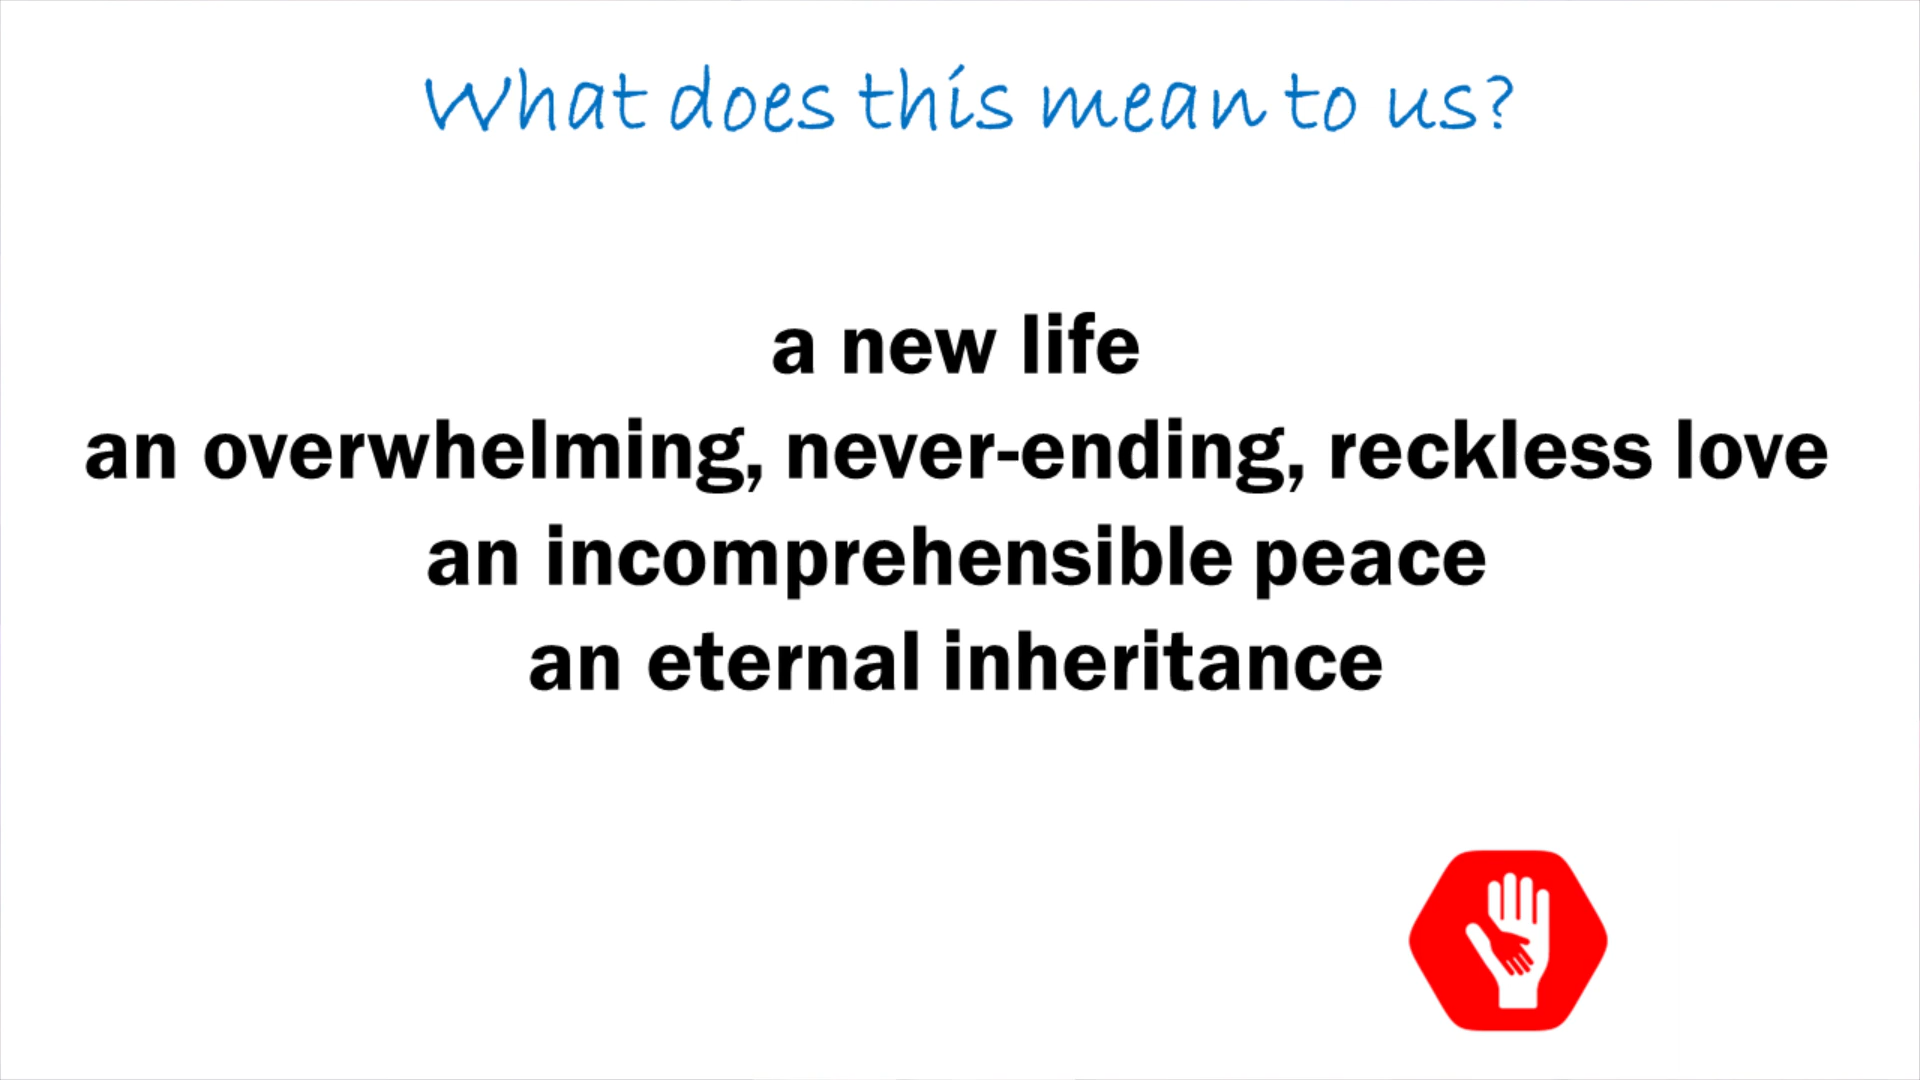 What does this mean to us?
a new life
an overwhelming, never-ending, reckless love
an incomprehensible peace
an eternal inheritance